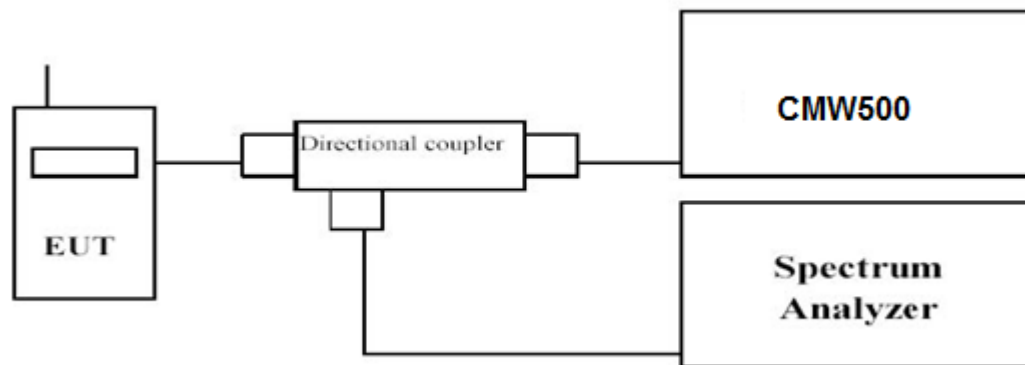 CMW500
Directional coupler
EUT
Spectrum
Analyzer